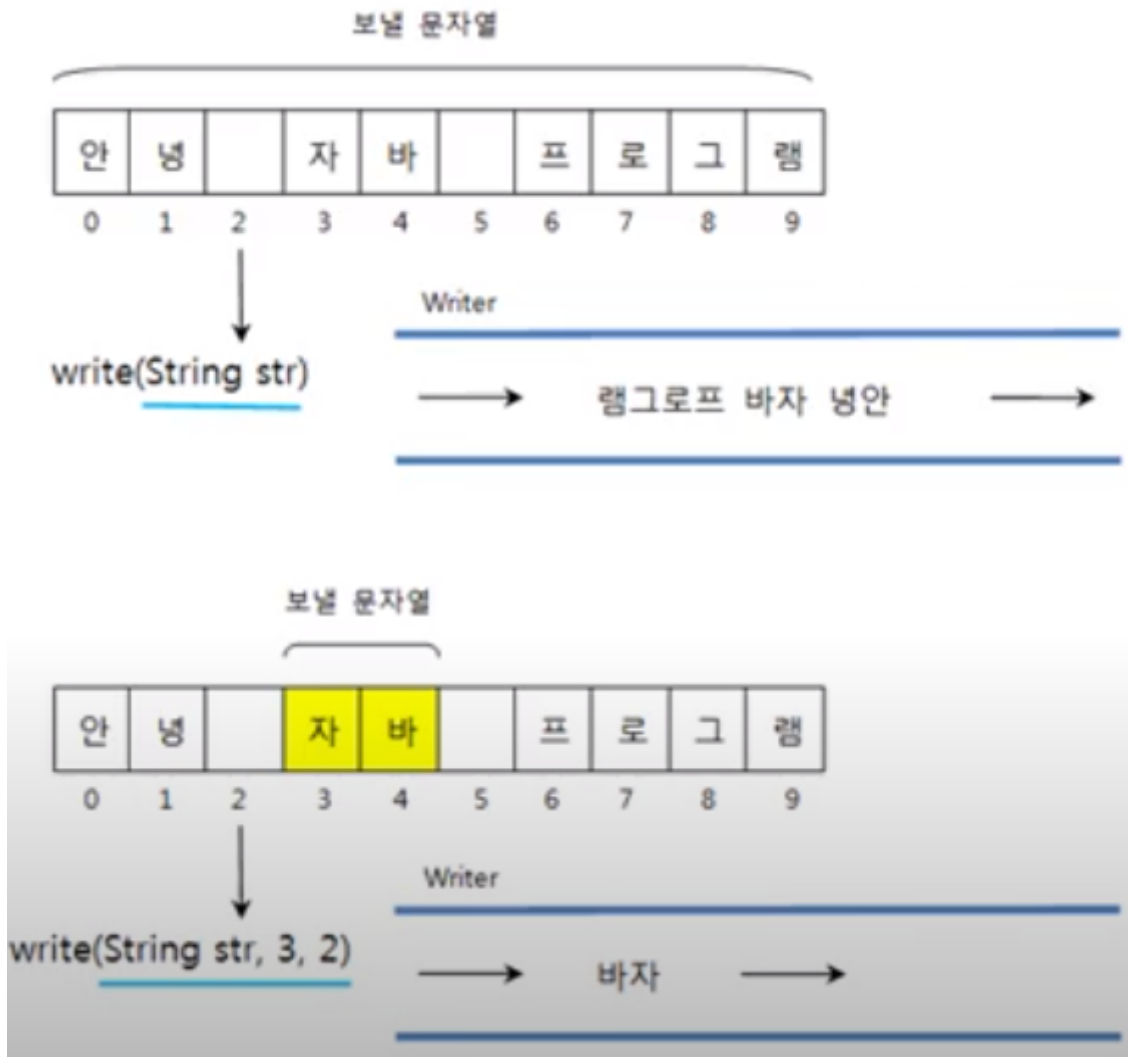 보낼 문자열
안 녕 자 바 프 로 그 램
0 1 2 3 4 5 6 7 8 9
Writer
write(String str)
램그로프 바자 녕안
보낼 문자열
안 녕 자 바 프 로 그 램
0 1 2 3 4 5 6 7 8 9
Writer
write(String str, 3, 2)
바자